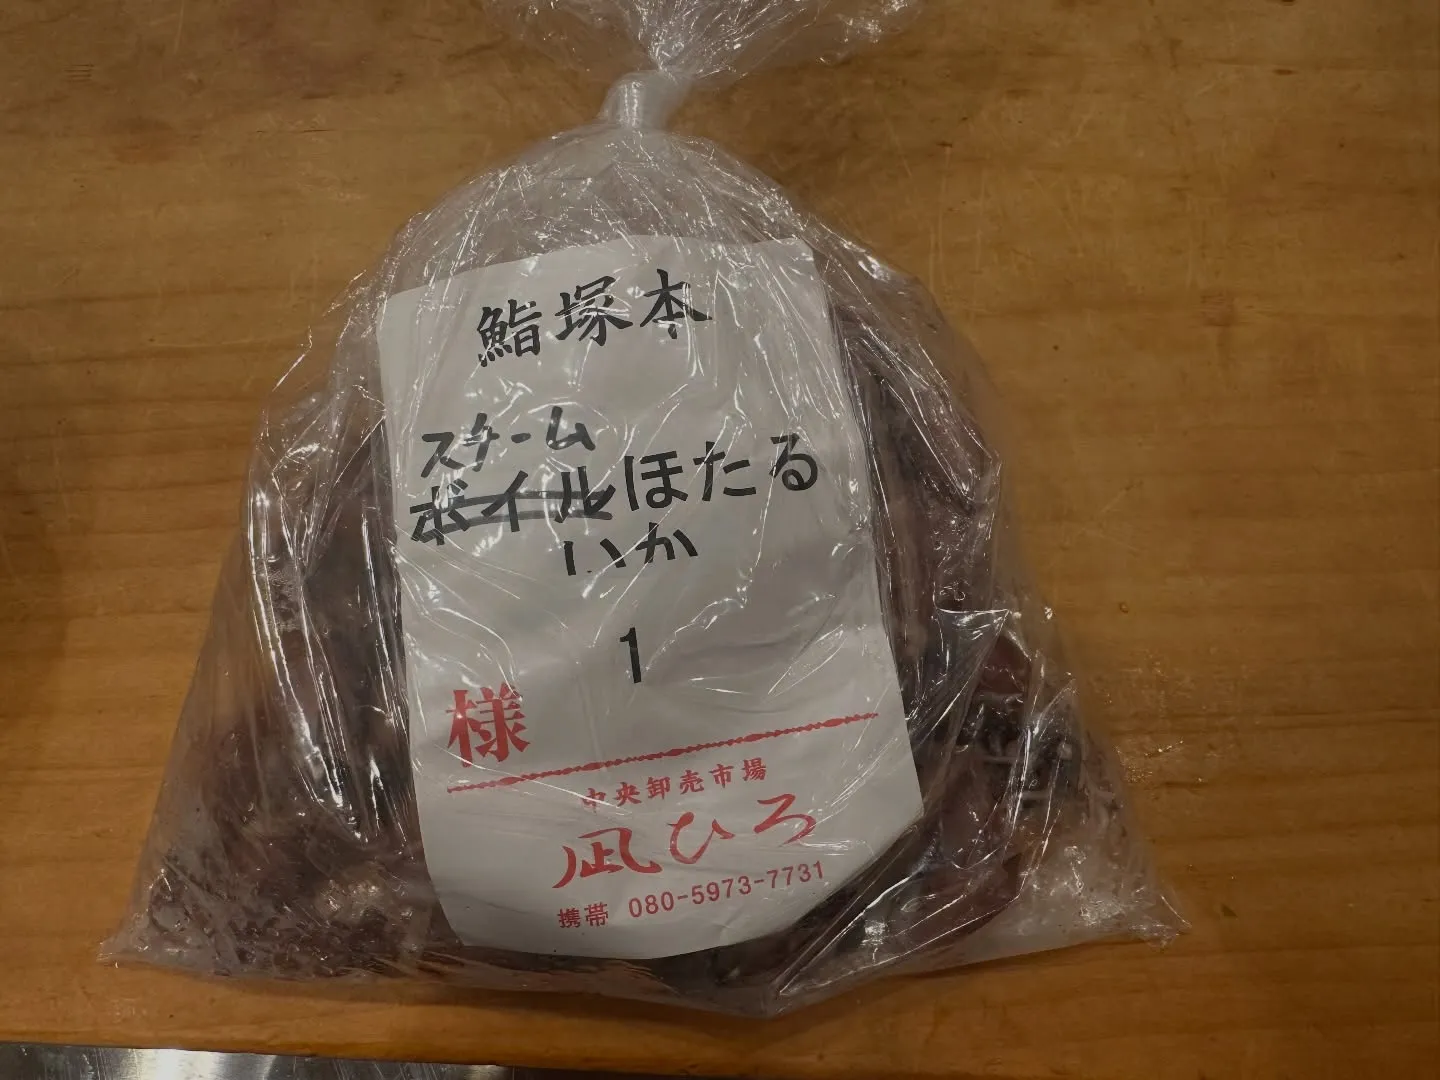 鮨塚本
スチーム
ボイルほたる
いか
1
様
中央卸売市場
凪ひろ
携帯 080-5973-7731